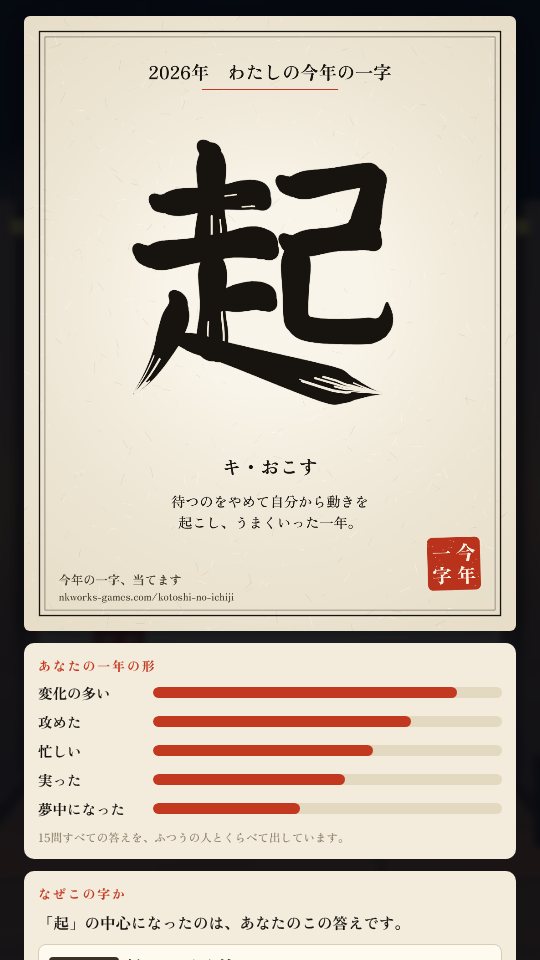 2026年　わたしの今年の一字
起
キ・おこす
待つのをやめて自分から動きを
起こし、うまくいった一年。
今年
一字
今年の一字、当てます
nkworks-games.com/kotoshi-no-ichiji
あなたの一年の形
変化の多い
攻めた
忙しい
実った
夢中になった
15問すべての答えを、ふつうの人とくらべて出しています。
なぜこの字か
「起」の中心になったのは、あなたのこの答えです。